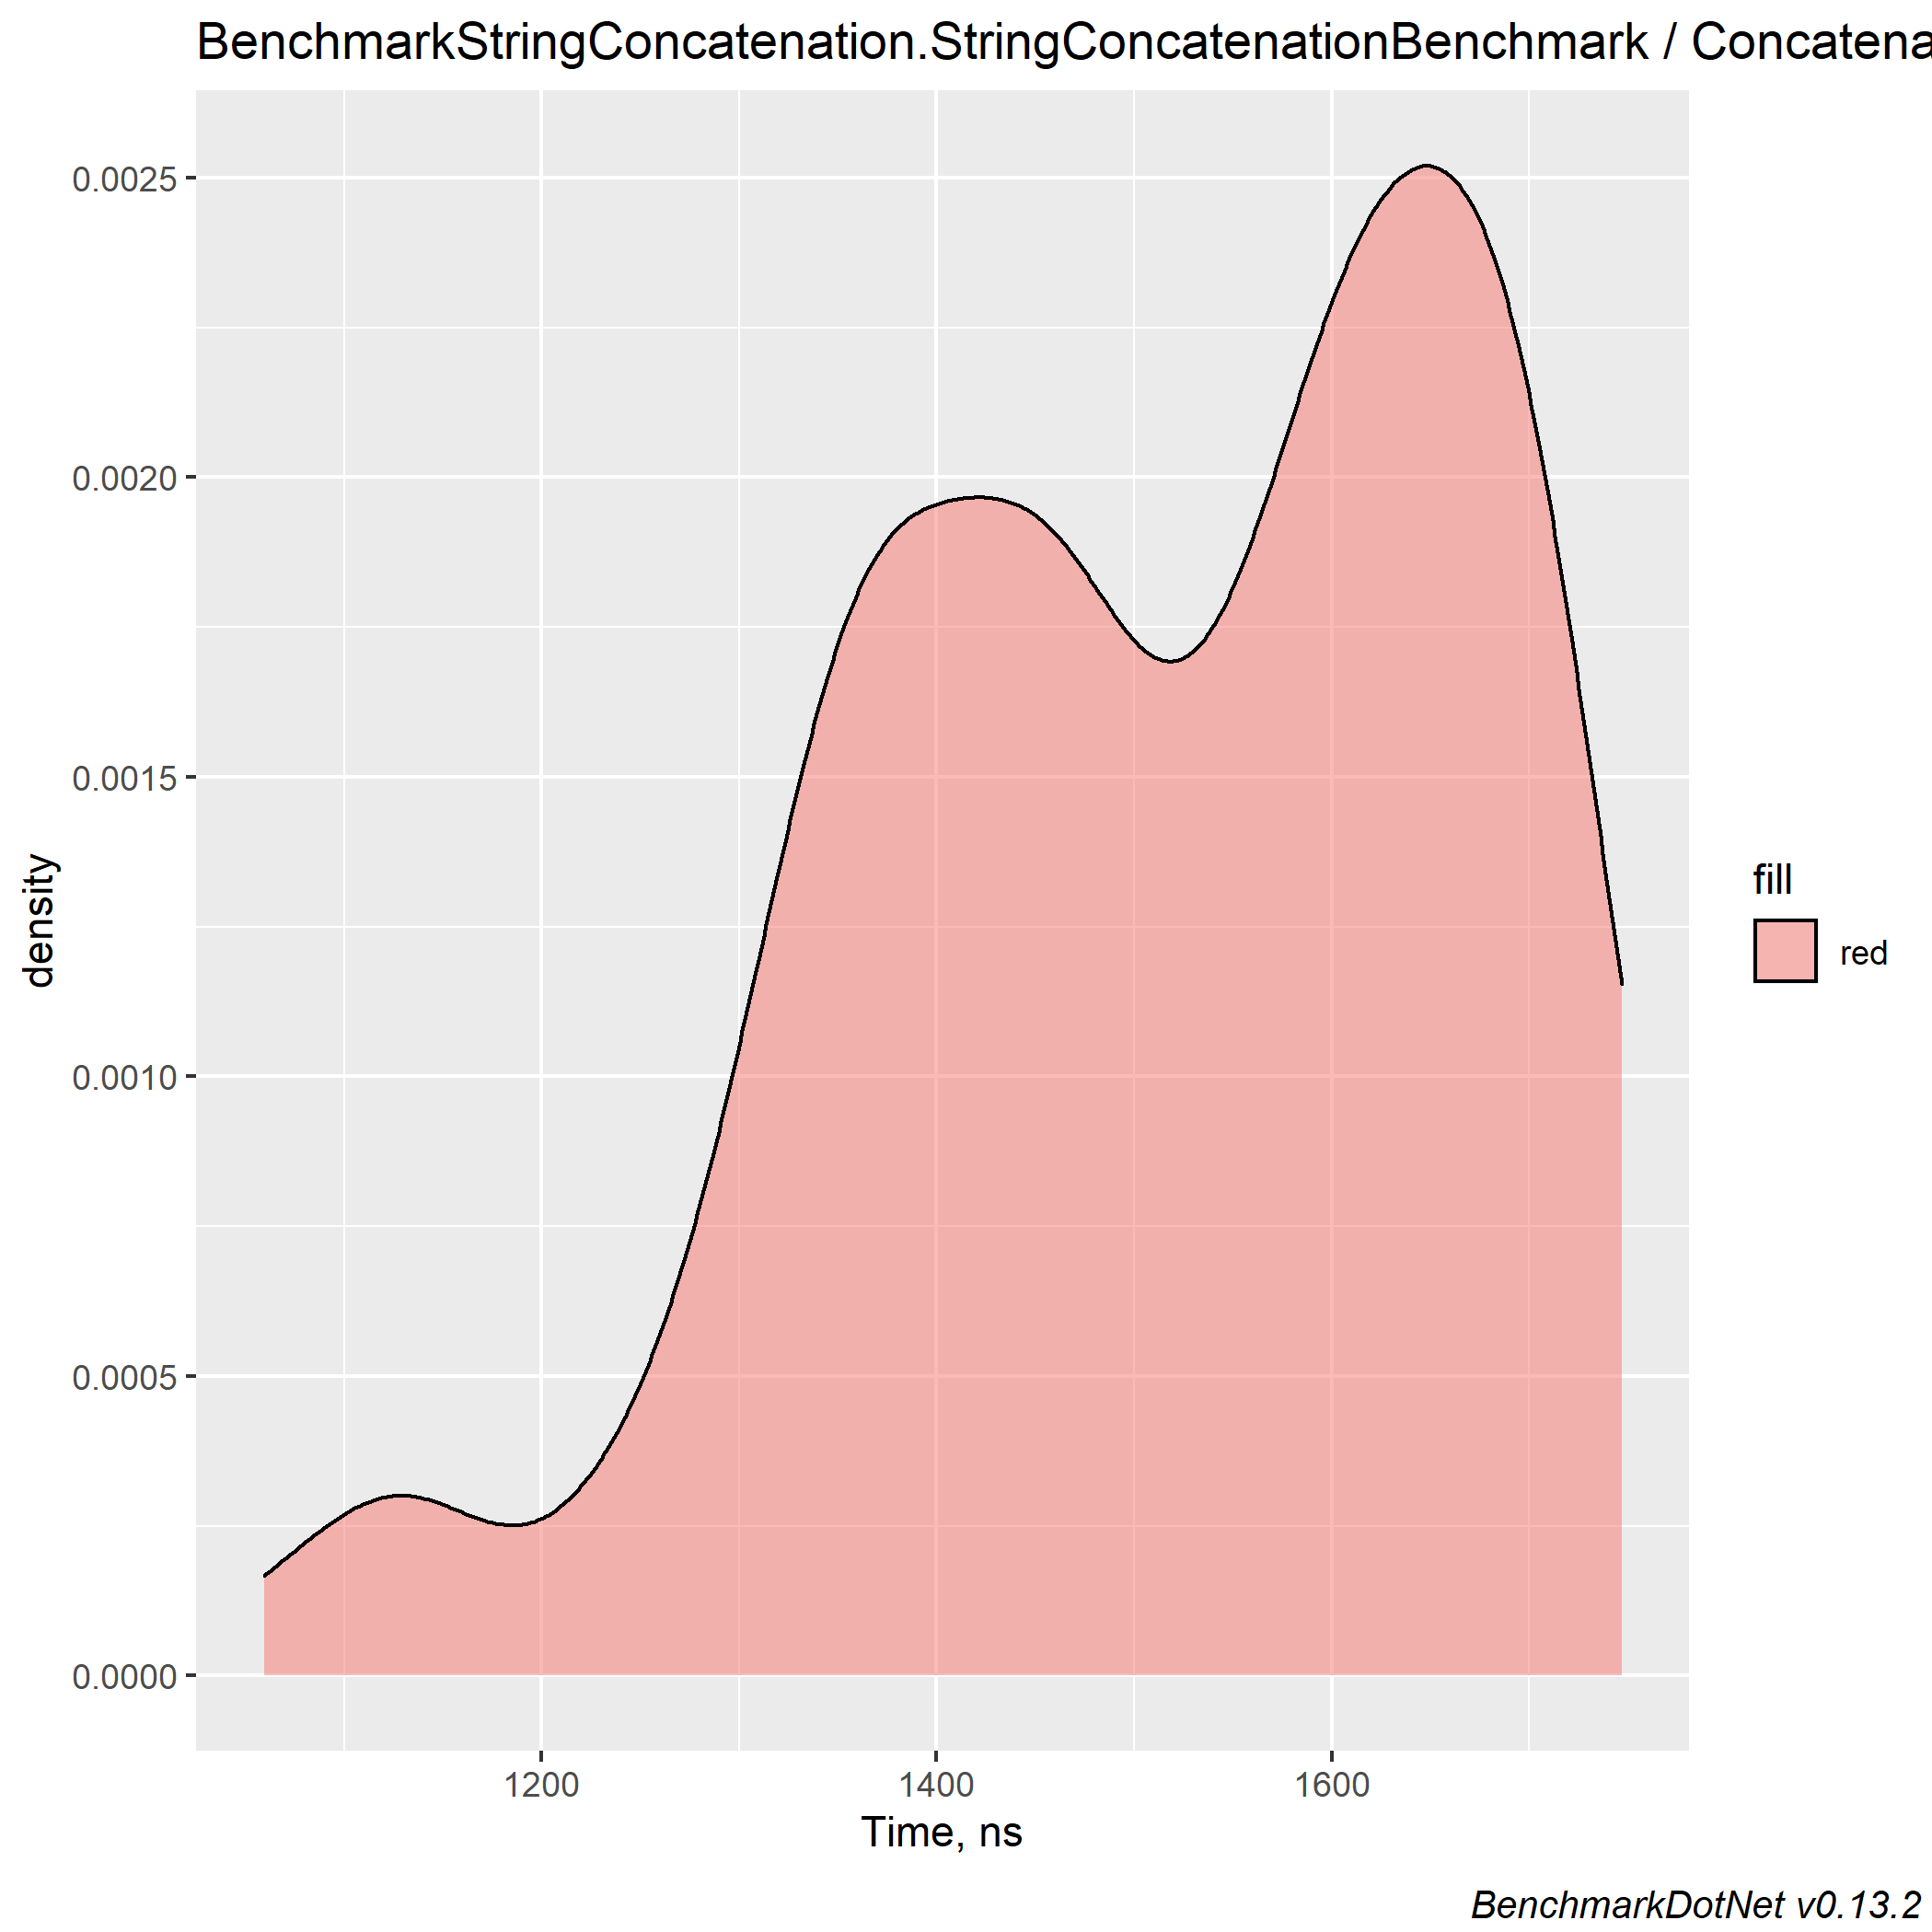 BenchmarkStringConcatenation.StringConcatenationBenchmark / Concatena
0.0025
0.0020
0.0015
0.0010
0.0005
0.0000
density
1200 1400 1600
Time, ns
fill
red
BenchmarkDotNet v0.13.2